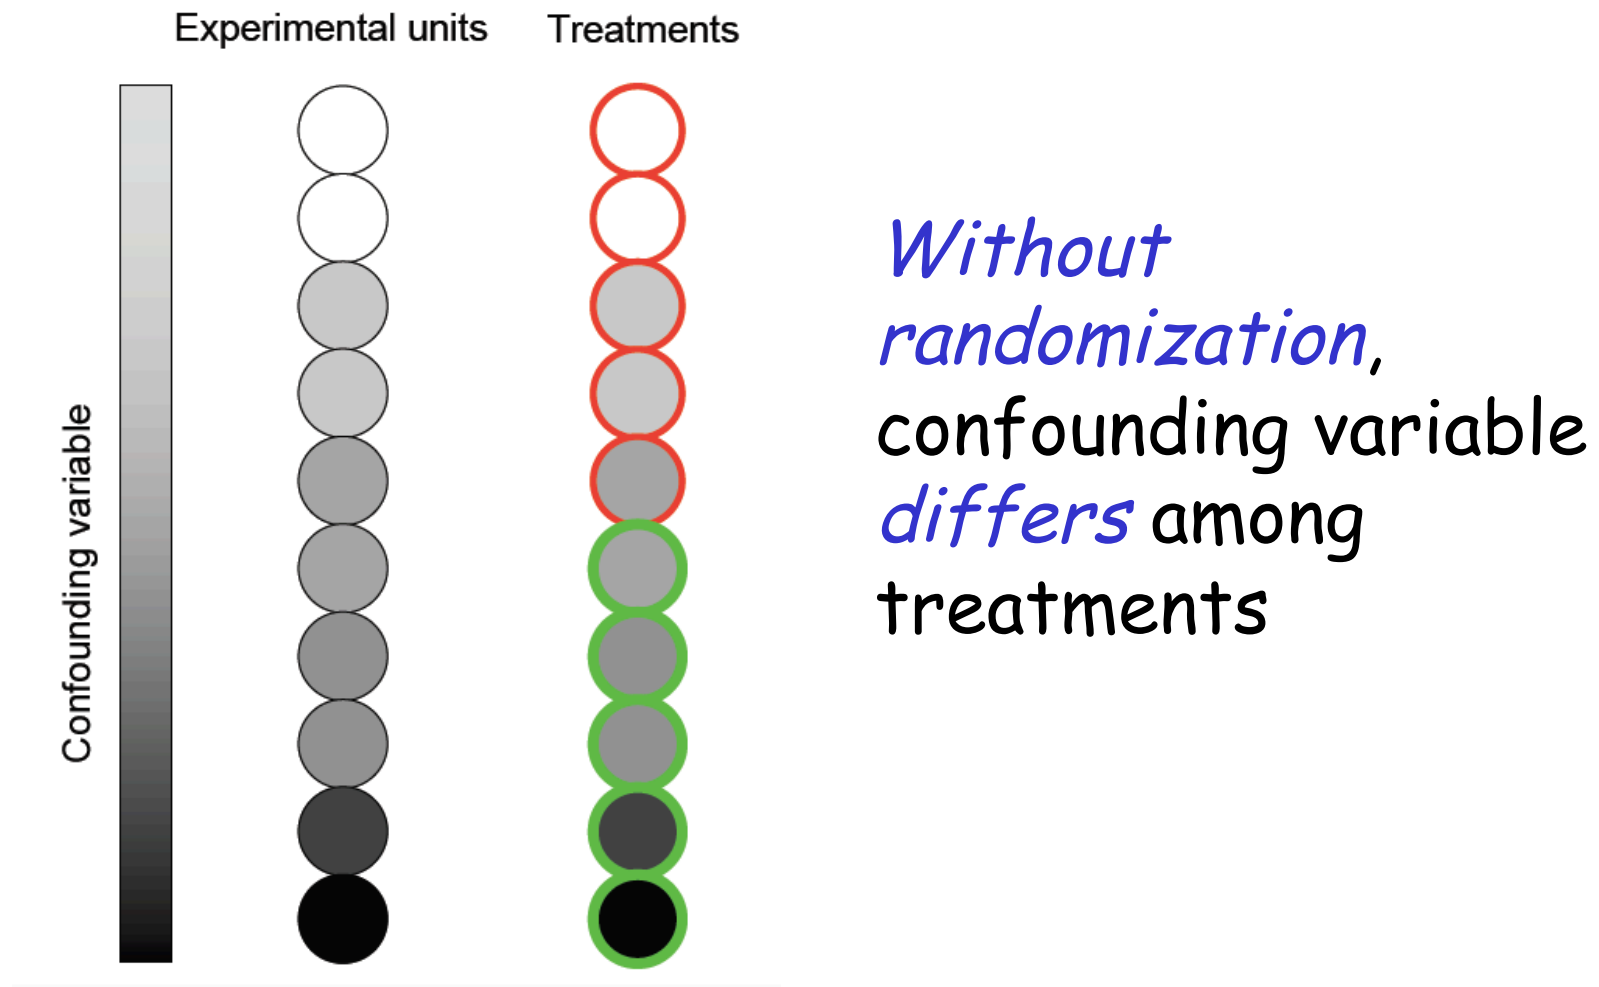 Experimental units
Treatments
Confounding variable
Without
randomization,
confounding variable
differs among
treatments